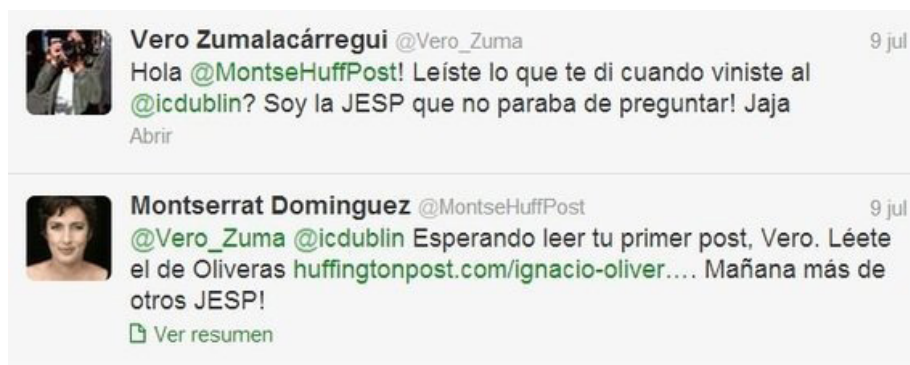 Vero Zumalacárregui @Vero_Zuma 9 jul
Hola @MontseHuffPost! Leíste lo que te di cuando viniste al
@icdublin? Soy la JESP que no paraba de preguntar! Jaja
Abrir
Montserrat Dominguez @MontseHuffPost 9 jul
@Vero_Zuma @icdublin Esperando leer tu primer post, Vero. Léete
el de Oliveras huffingtonpost.com/ignacio-oliver.... Mañana más de
otros JESP!
Ver resumen